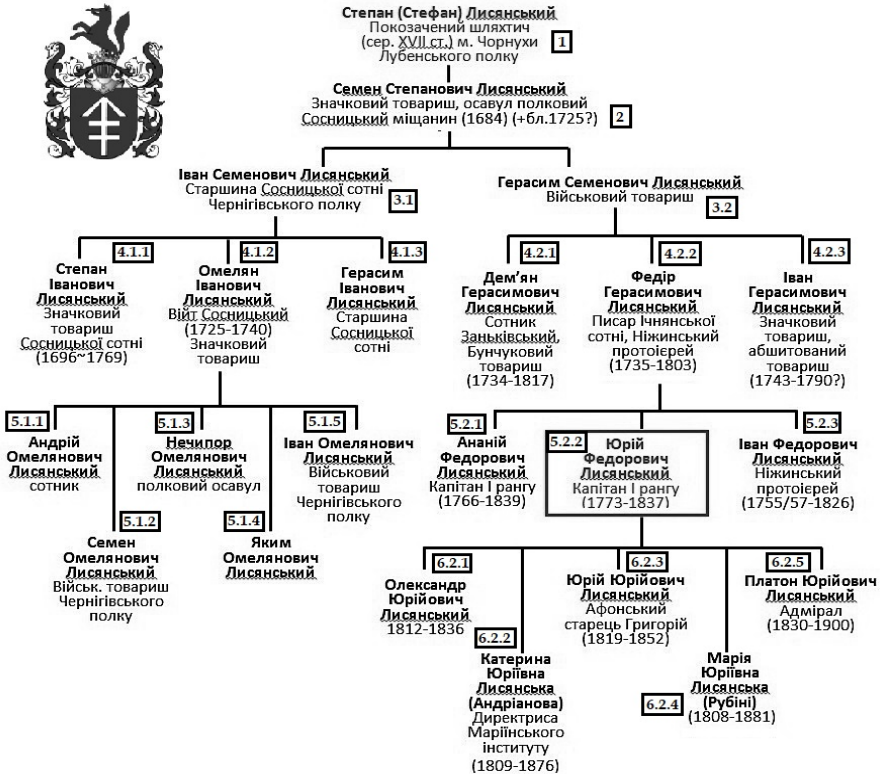 Степан (Стефан) Лисянський
Покозачений шляхтич
(сер. XVII ст.) м. Чорнухи
Лубенського полку
1
Семен Степанович Лисянський
Значковий товариш, осавул полковий
Сосницький міщанин (1684) (+бл.1725?)
2
Іван Семенович Лисянський
Старшина Сосницької сотні
Чернігівського полку
3.1
Герасим Семенович Лисянський
Військовий товариш
3.2
4.1.1
Степан
Іванович
Лисянський
Значковий
товариш
Сосницької сотні
(1696~1769)
4.1.2
Омелян
Іванович
Лисянський
Війт Сосницький
(1725-1740)
Значковий
товариш
4.1.3
Герасим
Іванович
Лисянський
Старшина
Сосницької
сотні
4.2.1
Дем’ян
Герасимович
Лисянський
Сотник
Заньківський,
Бунчуковий
товариш
(1734-1817)
4.2.2
Федір
Герасимович
Лисянський
Писар Ічнянської
сотні, Ніжинський
протоієрей
(1735-1803)
4.2.3
Іван
Герасимович
Лисянський
Значковий
товариш,
абшитований
товариш
(1743-1790?)
5.1.1
Андрій
Омелянович
Лисянський
сотник
5.1.2
Семен
Омелянович
Лисянський
Військ. товариш
Чернігівського
полку
5.1.3
Нечипор
Омелянович
Лисянський
полковий осавул
5.1.4
Яким
Омелянович
Лисянський
5.1.5
Іван Омелянович
Лисянський
Військовий
товариш
Чернігівського
полку
5.2.1
Ананій
Федорович
Лисянський
Капітан І рангу
(1766-1839)
5.2.2
Юрій
Федорович
Лисянський
Капітан І рангу
(1773-1837)
5.2.3
Іван Федорович
Лисянський
Ніжинський
протоієрей
(1755/57-1826)
6.2.1
Олександр
Юрійович
Лисянський
1812-1836
6.2.2
Катерина
Юріївна
Лисянська
(Андріанова)
Директриса
Маріїнського
інституту
(1809-1876)
6.2.3
Юрій Юрійович
Лисянський
Афонський
старець Григорій
(1819-1852)
6.2.4
Марія
Юріївна
Лисянська
(Рубіні)
(1808-1881)
6.2.5
Платон Юрійович
Лисянський
Адмірал
(1830-1900)